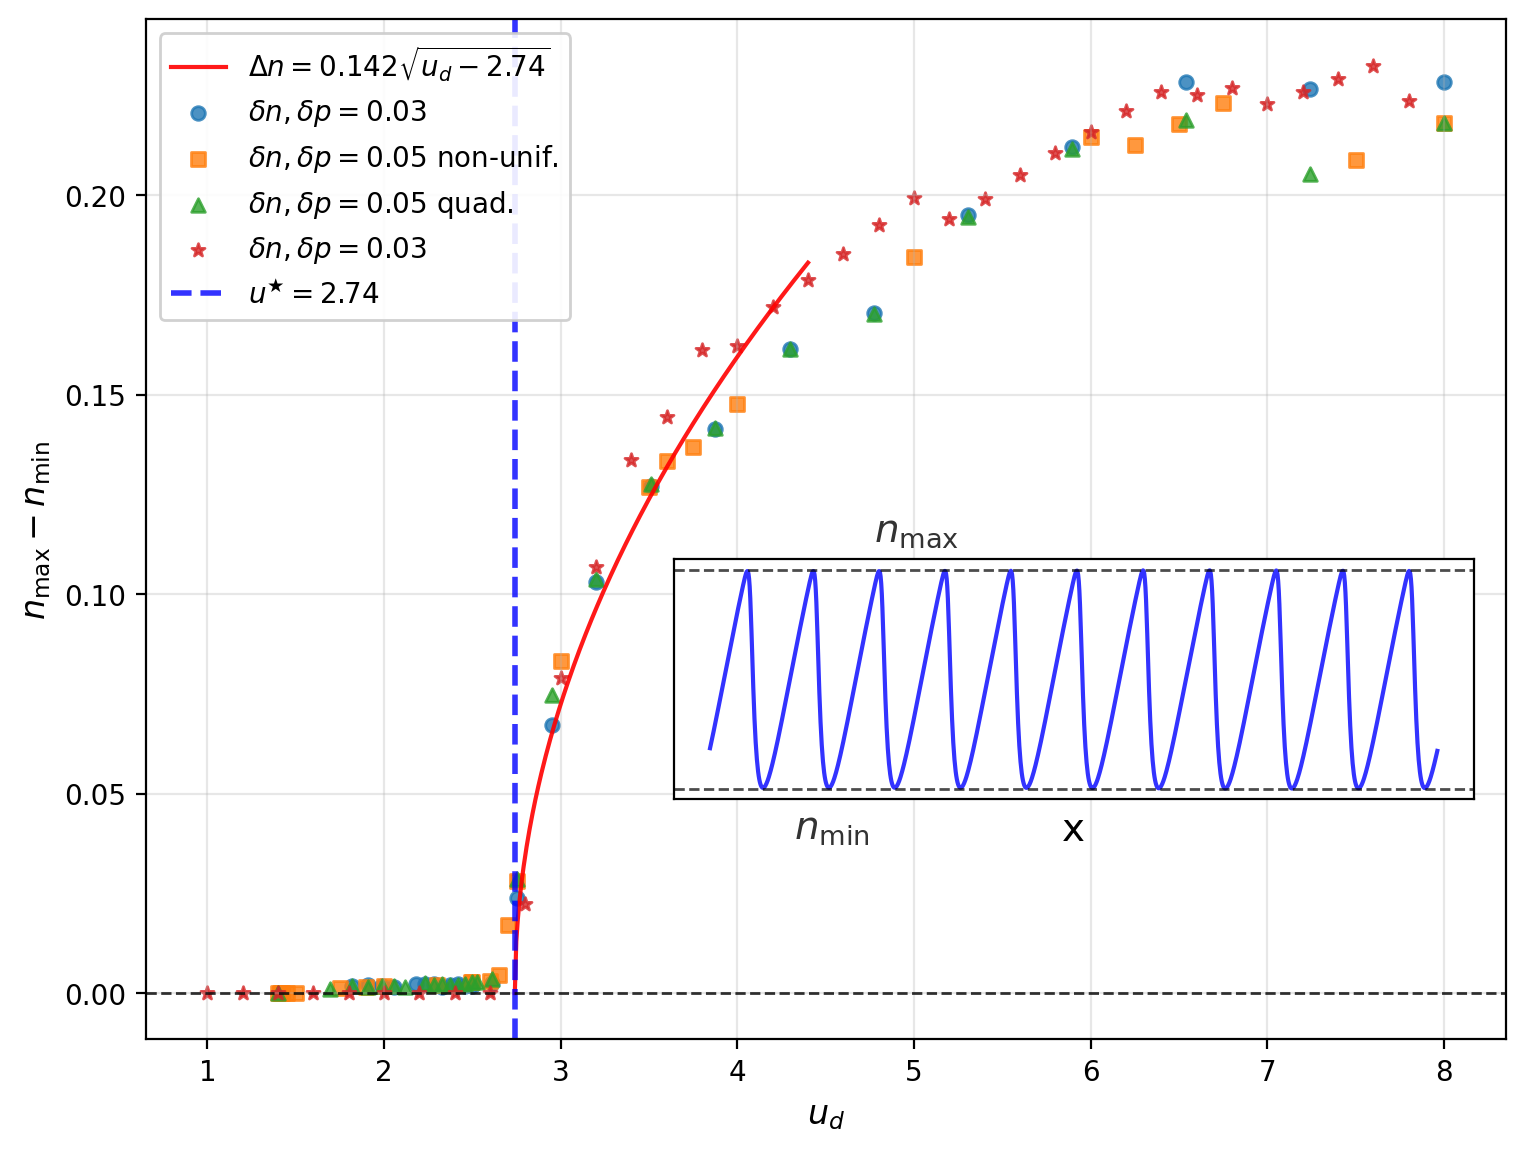 Δn = 0.142√(u_d − 2.74)
δn, δp = 0.03
δn, δp = 0.05 non-unif.
δn, δp = 0.05 quad.
δn, δp = 0.03
u★ = 2.74
0.20
0.15
0.10
0.05
0.00
n_max − n_min
n_max
n_min
x
1 2 3 4 5 6 7 8
u_d